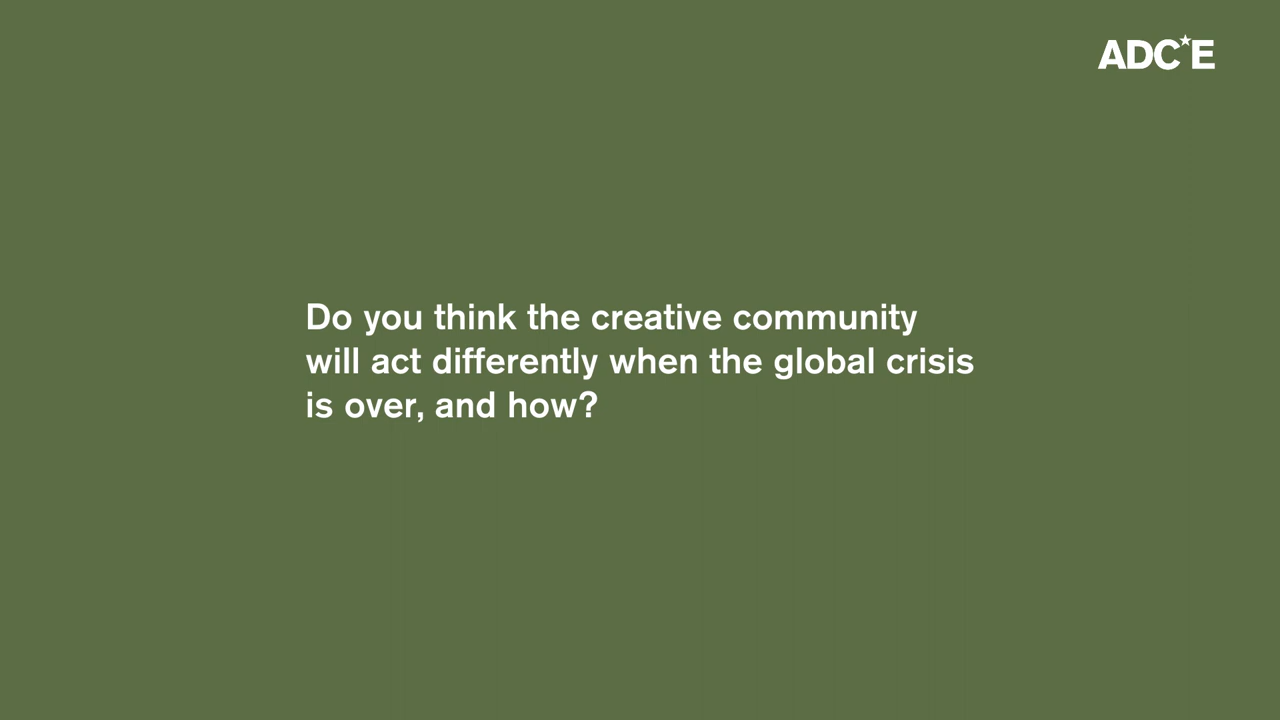 ADC*E
Do you think the creative community
will act differently when the global crisis
is over, and how?